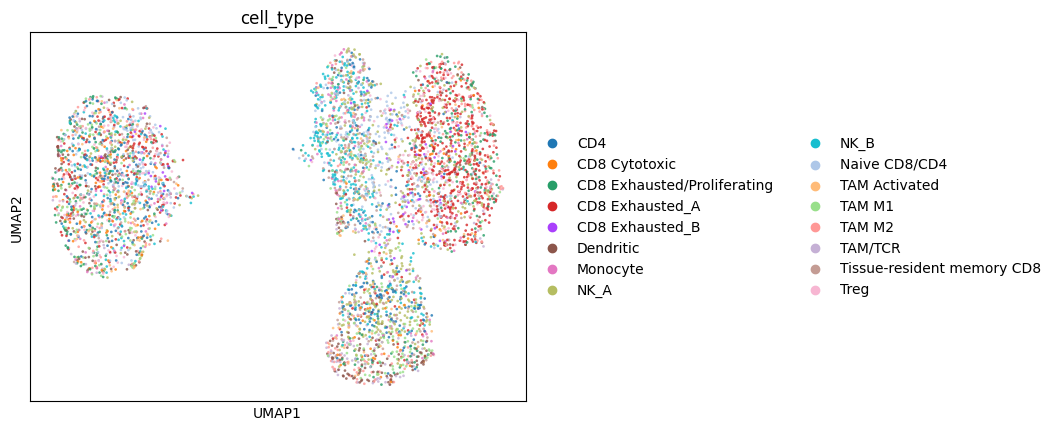 cell_type
UMAP2
UMAP1
CD4
CD8 Cytotoxic
CD8 Exhausted/Proliferating
CD8 Exhausted_A
CD8 Exhausted_B
Dendritic
Monocyte
NK_A
NK_B
Naive CD8/CD4
TAM Activated
TAM M1
TAM M2
TAM/TCR
Tissue-resident memory CD8
Treg